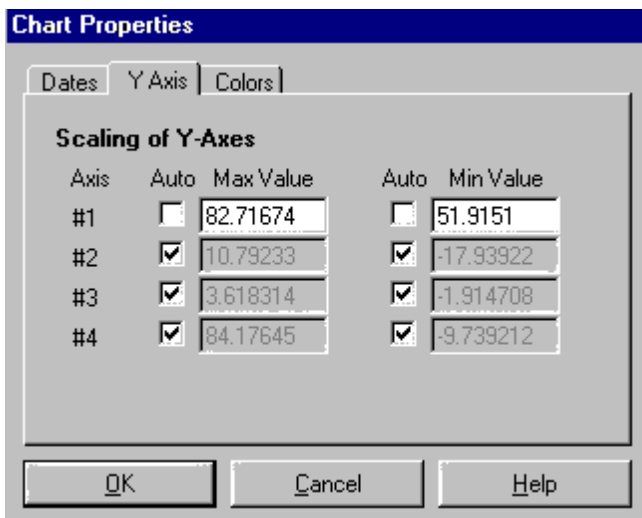 Chart Properties
Dates Y Axis Colors
Scaling of Y-Axes
Axis Auto Max Value Auto Min Value
#1 82.71674 51.9151
#2 10.79233 -17.93922
#3 3.618314 -1.914708
#4 84.17645 -9.739212
OK Cancel Help